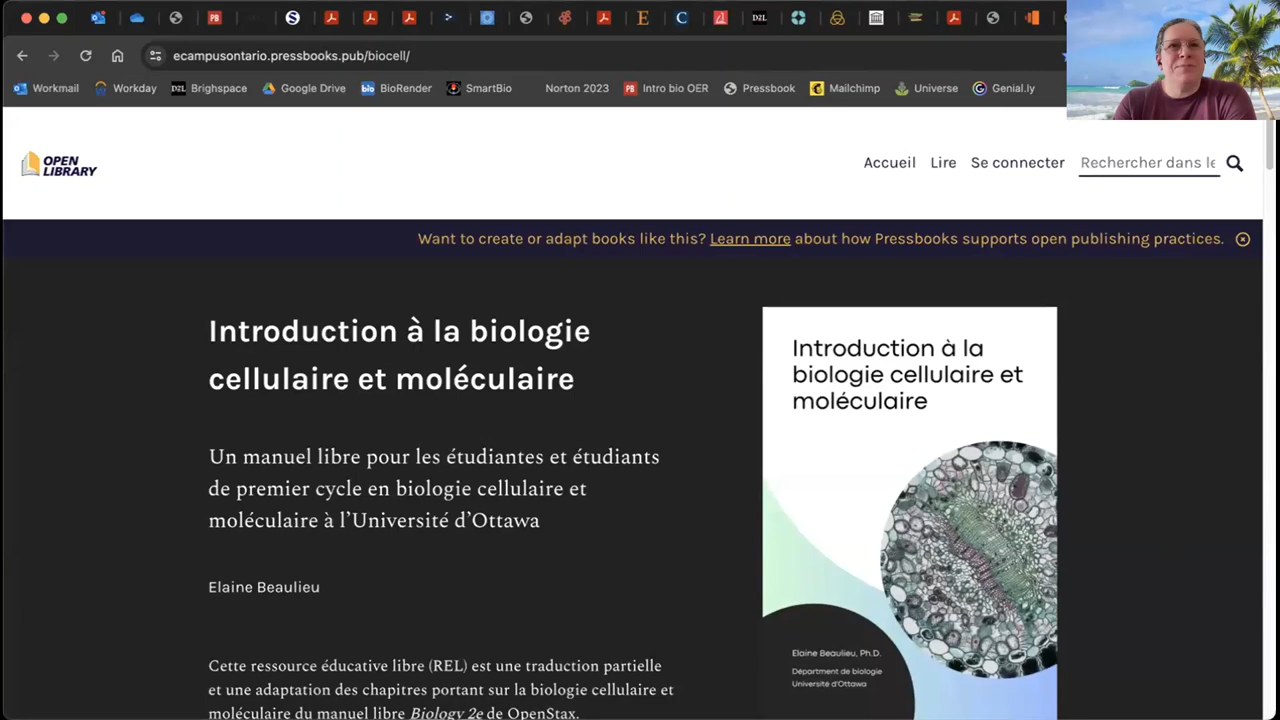 ecampusontario.pressbooks.pub/biocell/
Workmail Workday D2L Brighspace Google Drive bio BioRender SmartBio Norton 2023 PB Intro bio OER Pressbook Mailchimp Universe Genial.ly
OPEN
LIBRARY
Accueil Lire Se connecter Rechercher dans le
Want to create or adapt books like this? Learn more about how Pressbooks supports open publishing practices.
Introduction à la biologie
cellulaire et moléculaire
Un manuel libre pour les étudiantes et étudiants
de premier cycle en biologie cellulaire et
moléculaire à l'Université d'Ottawa
Elaine Beaulieu
Cette ressource éducative libre (REL) est une traduction partielle
et une adaptation des chapitres portant sur la biologie cellulaire et
moléculaire du manuel libre Biology 2e de OpenStax.
Introduction à la
biologie cellulaire et
moléculaire
Elaine Beaulieu, Ph.D.
Départment de biologie
Université d'Ottawa